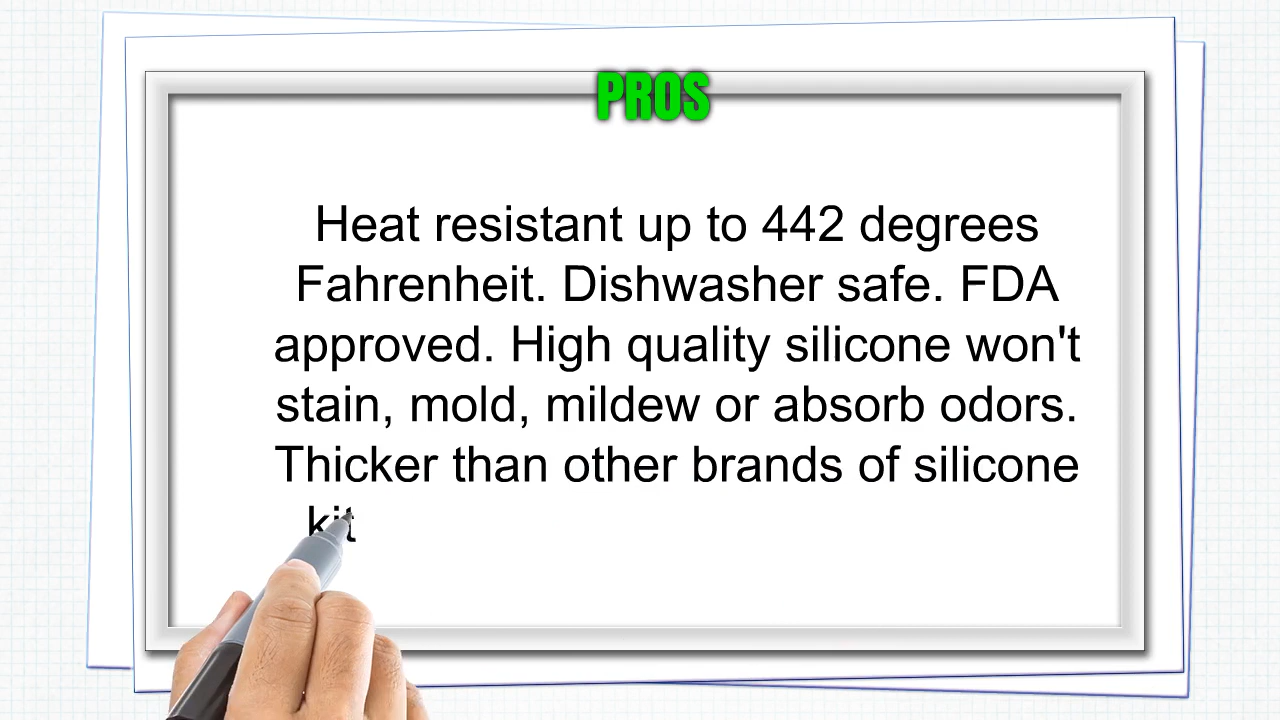 PROS
Heat resistant up to 442 degrees
Fahrenheit. Dishwasher safe. FDA
approved. High quality silicone won't
stain, mold, mildew or absorb odors.
Thicker than other brands of silicone
kit